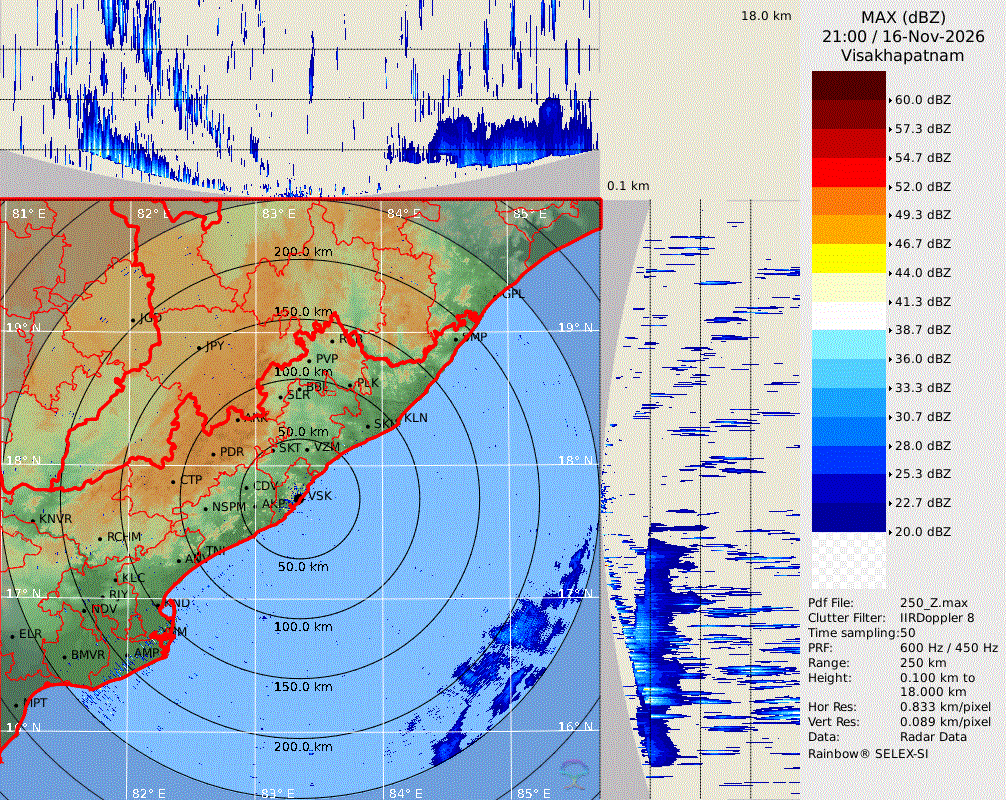 18.0 km
MAX (dBZ)
21:00 / 16-Nov-2026
Visakhapatnam
60.0 dBZ
57.3 dBZ
54.7 dBZ
52.0 dBZ
49.3 dBZ
46.7 dBZ
44.0 dBZ
41.3 dBZ
38.7 dBZ
36.0 dBZ
33.3 dBZ
30.7 dBZ
28.0 dBZ
25.3 dBZ
22.7 dBZ
20.0 dBZ
0.1 km
81° E 82° E 83° E 84° E 85° E
200.0 km
GPL
150.0 km
JGD
19° N 19° N
JPY SMP
PVP
100.0 km
BBL PLK
SLR
KLN
50.0 km
SKT VZM
PDR
18° N 18° N
CTP
CDV
VSK
NSPM
KNVR
RCHM
TNI
50.0 km
KLC
17° N 17° N
RJY
KND
NDV
100.0 km
ELR
BMVR AMP
150.0 km
MPT
16° N 16° N
200.0 km
82° E 83° E 84° E 85° E
Pdf File: 250_Z.max
Clutter Filter: IIRDoppler 8
Time sampling:50
PRF: 600 Hz / 450 Hz
Range: 250 km
Height: 0.100 km to
18.000 km
Hor Res: 0.833 km/pixel
Vert Res: 0.089 km/pixel
Data: Radar Data
Rainbow® SELEX-SI